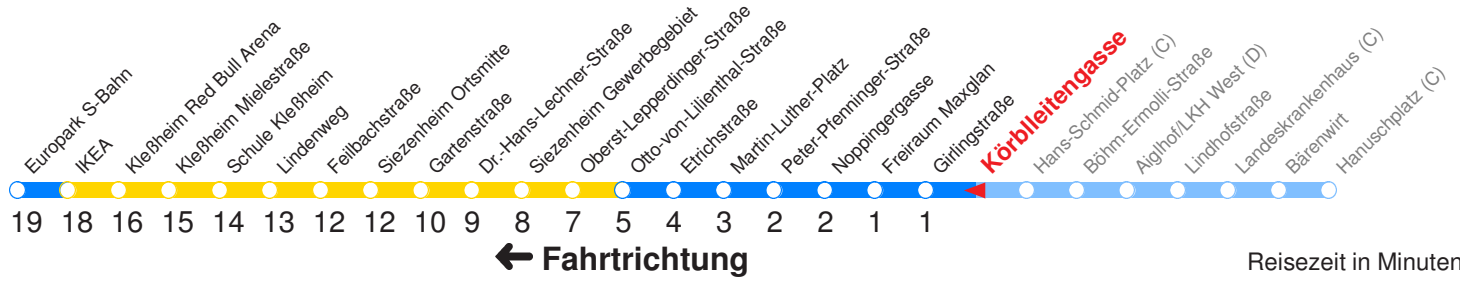 Europark S-Bahn
IKEA
Kleßheim Red Bull Arena
Kleßheim Mielestraße
Schule Kleßheim
Lindenweg
Feilbachstraße
Siezenheim Ortsmitte
Gartenstraße
Dr.-Hans-Lechner-Straße
Siezenheim Gewerbegebiet
Oberst-Lepperdinger-Straße
Otto-von-Lilienthal-Straße
Etrichstraße
Martin-Luther-Platz
Peter-Pfenninger-Straße
Noppingergasse
Freiraum Maxglan
Girlingstraße
Körblleitengasse
Hans-Schmid-Platz (C)
Böhm-Ermolli-Straße
Aiglhof/LKH West (D)
Lindhofstraße
Landeskrankenhaus (C)
Bärenwirt
Hanuschplatz (C)
19 18 16 15 14 13 12 12 10 9 8 7 5 4 3 2 2 1 1
← Fahrtrichtung
Reisezeit in Minuten